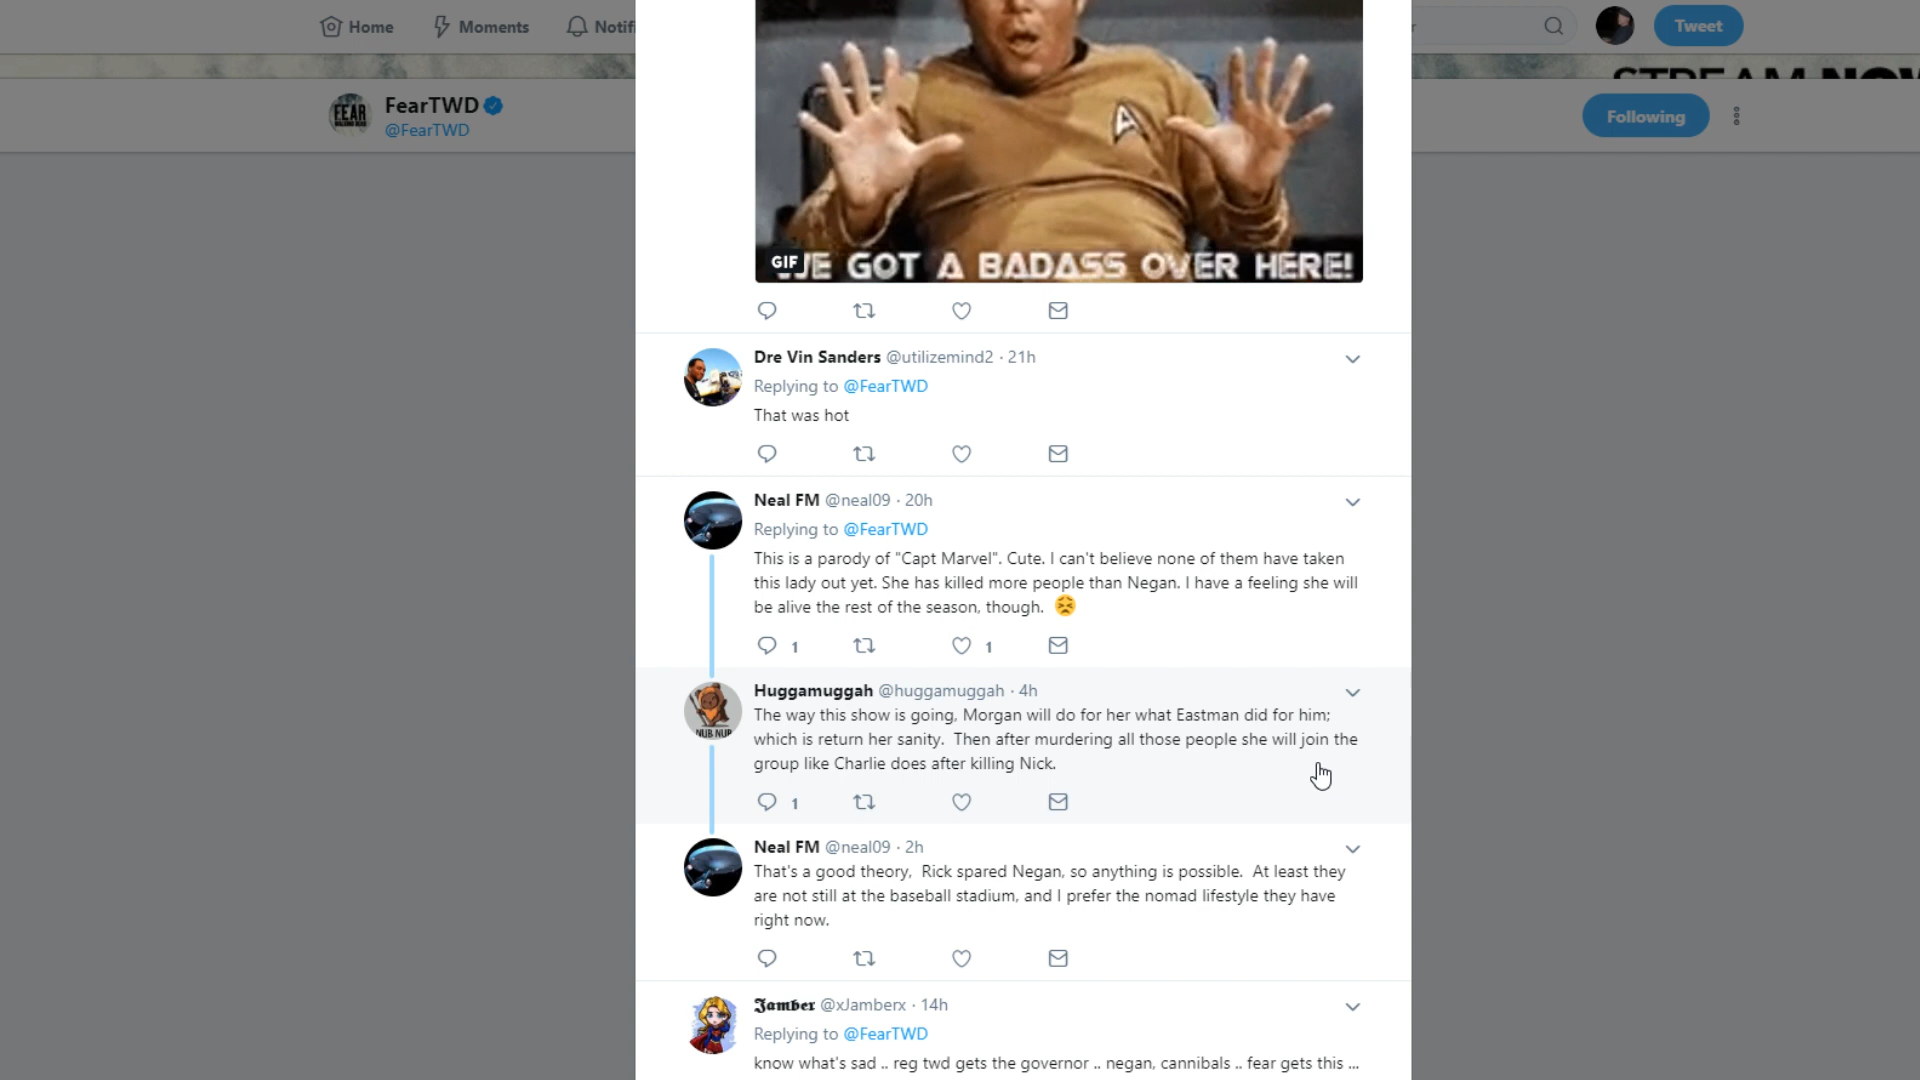 Home
Moments
Notifi
Tweet
STREAM NOW
FearTWD
@FearTWD
Following
FEAR
GIF
WE GOT A BADASS OVER HERE!
Dre Vin Sanders @utilizemind2 · 21h
Replying to @FearTWD
That was hot
Neal FM @neal09 · 20h
Replying to @FearTWD
This is a parody of "Capt Marvel". Cute. I can't believe none of them have taken
this lady out yet. She has killed more people than Negan. I have a feeling she will
be alive the rest of the season, though. 😣
1
1
Huggamuggah @huggamuggah · 4h
The way this show is going, Morgan will do for her what Eastman did for him;
which is return her sanity.  Then after murdering all those people she will join the
group like Charlie does after killing Nick.
NUB NUB
1
Neal FM @neal09 · 2h
That's a good theory,  Rick spared Negan, so anything is possible.  At least they
are not still at the baseball stadium, and I prefer the nomad lifestyle they have
right now.
𝕵𝖆𝖒𝖇𝖊𝖗 @xJamberx · 14h
Replying to @FearTWD
know what's sad .. reg twd gets the governor .. negan, cannibals .. fear gets this ...